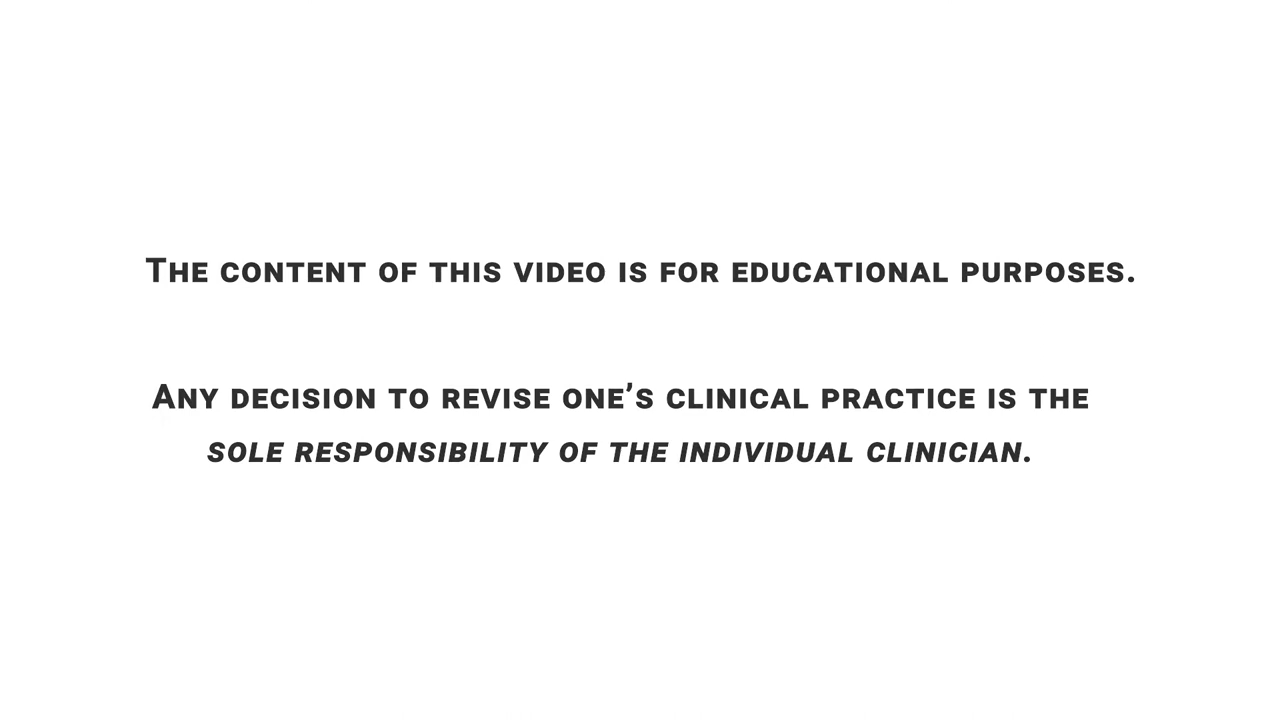 The content of this video is for educational purposes.
Any decision to revise one's clinical practice is the
sole responsibility of the individual clinician.